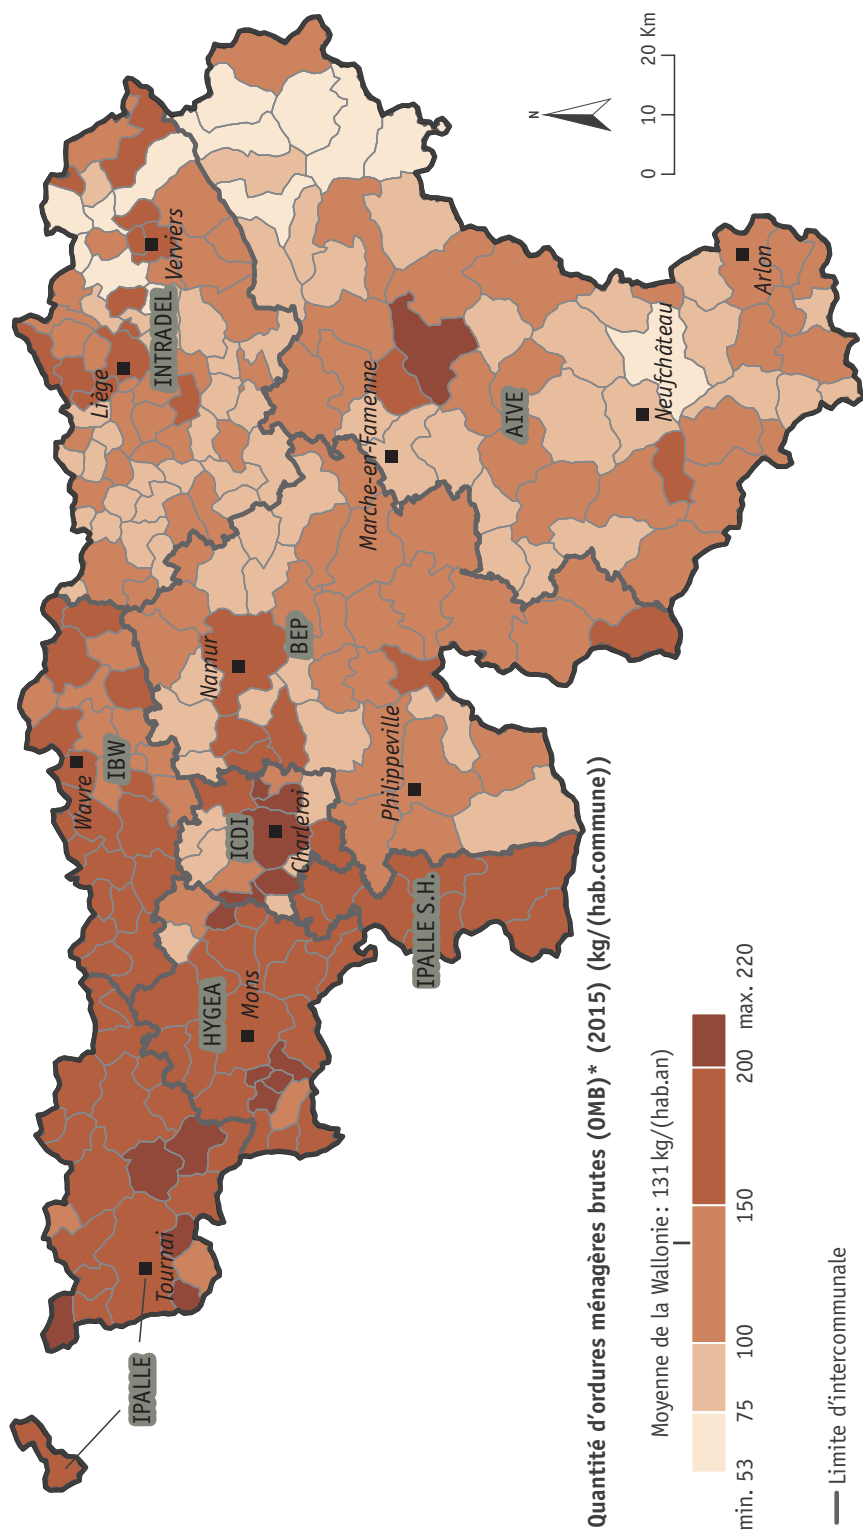 IPALLE
Tournai
HYGEA
Mons
IBW
Wavre
ICDI
Charleroi
IPALLE S.H.
Philippeville
Namur
BEP
Marche-en-Famenne
Liège
INTRADEL
Verviers
AIVE
Neufchâteau
Arlon
N
0 10 20 Km
Quantité d'ordures ménagères brutes (OMB)* (2015) (kg/(hab.commune))
Moyenne de la Wallonie : 131 kg/(hab.an)
min. 53 75 100 150 200 max. 220
Limite d'intercommunale